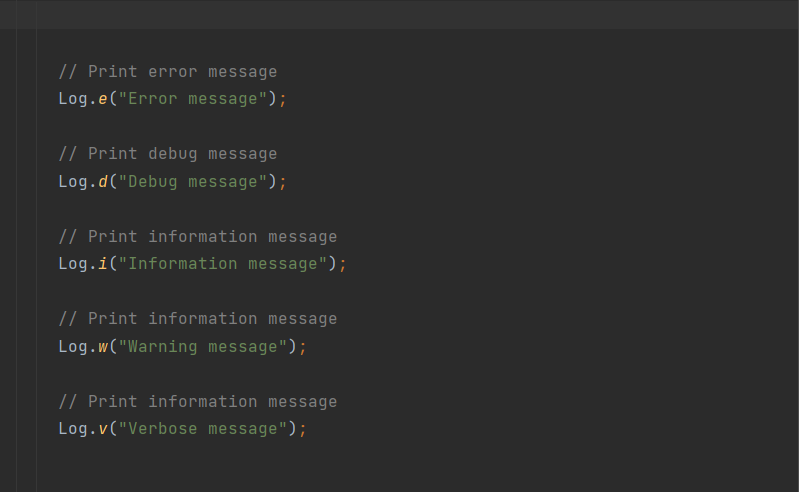 // Print error message
Log.e("Error message");
// Print debug message
Log.d("Debug message");
// Print information message
Log.i("Information message");
// Print information message
Log.w("Warning message");
// Print information message
Log.v("Verbose message");